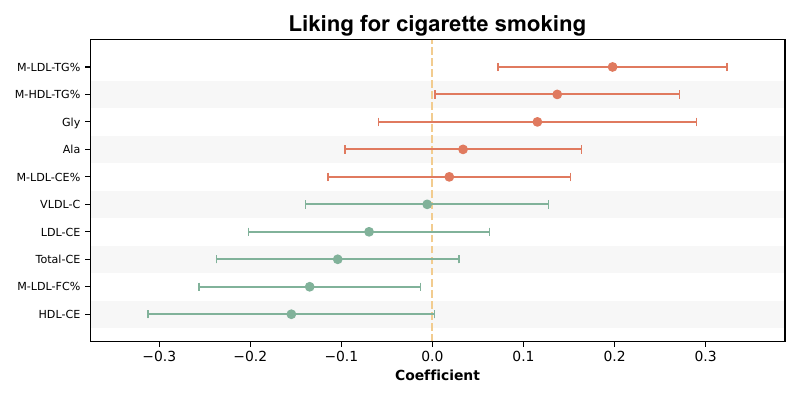 Liking for cigarette smoking
M-LDL-TG%
M-HDL-TG%
Gly
Ala
M-LDL-CE%
VLDL-C
LDL-CE
Total-CE
M-LDL-FC%
HDL-CE
−0.3 −0.2 −0.1 0.0 0.1 0.2 0.3
Coefficient